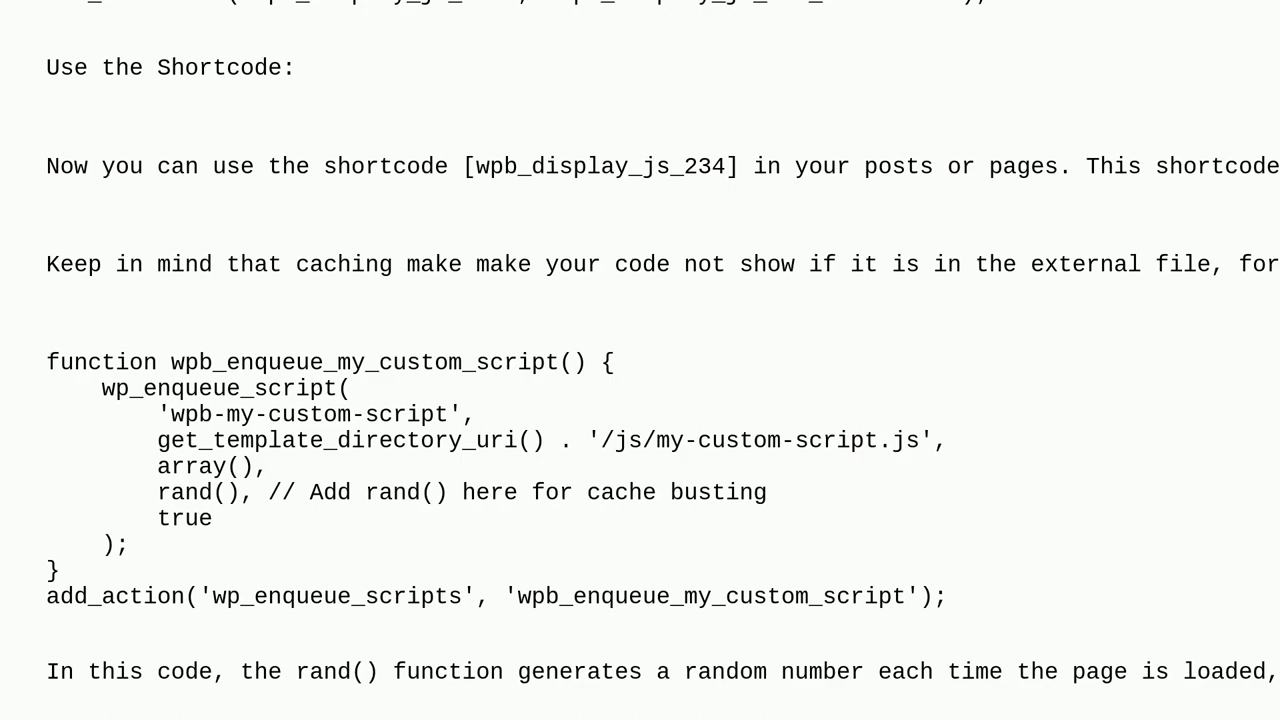 Use the Shortcode:
Now you can use the shortcode [wpb_display_js_234] in your posts or pages. This shortcode
Keep in mind that caching make make your code not show if it is in the external file, for
function wpb_enqueue_my_custom_script() {
    wp_enqueue_script(
        'wpb-my-custom-script',
        get_template_directory_uri() . '/js/my-custom-script.js',
        array(),
        rand(), // Add rand() here for cache busting
        true
    );
}
add_action('wp_enqueue_scripts', 'wpb_enqueue_my_custom_script');
In this code, the rand() function generates a random number each time the page is loaded,